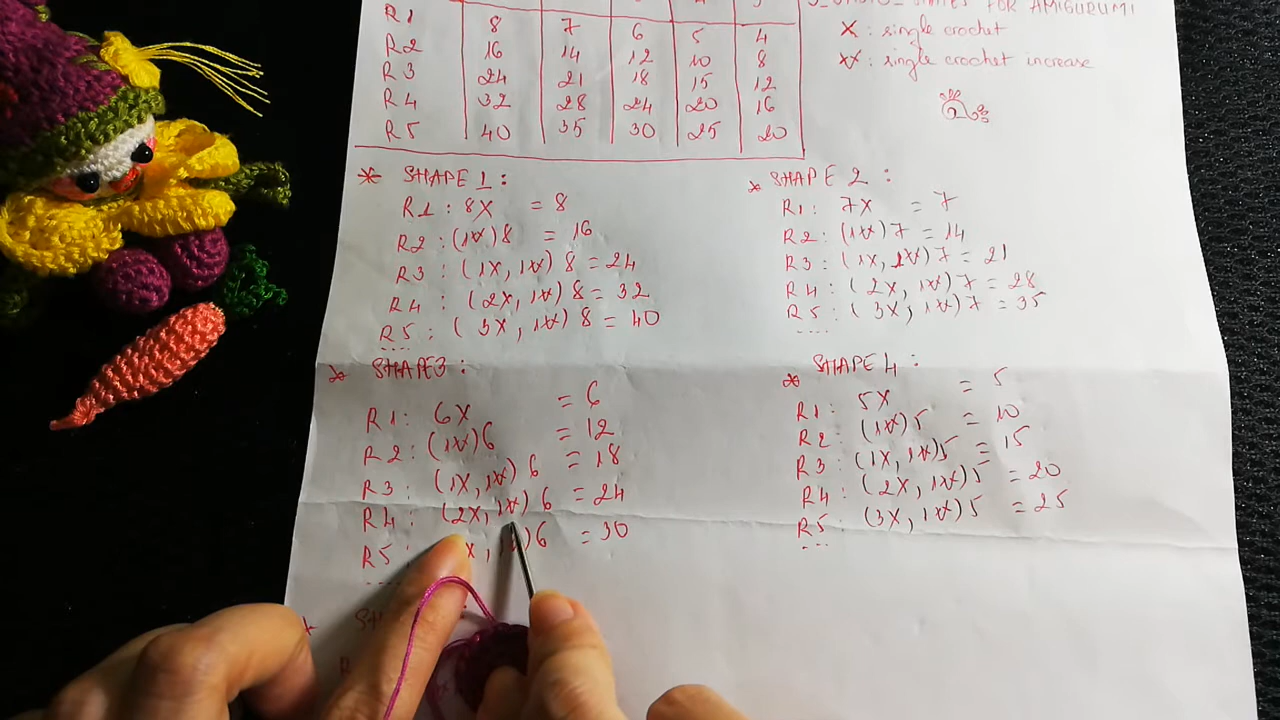 FOR AMIGURUMI
R1 8 7 6 5 4
R2 16 14 12 10 8
R3 24 21 18 15 12
R4 32 28 24 20 16
R5 40 35 30 25 20
X : single crochet
V : single crochet increase
* SHAPE 1 :
R1 : 8X = 8
R2 : (1V)8 = 16
R3 : (1X, 1V) 8 = 24
R4 : (2X, 1V) 8 = 32
R5 : (3X, 1V) 8 = 40
....
* SHAPE 2 :
R1 : 7X = 7
R2 : (1V)7 = 14
R3 : (1X, 1V)7 = 21
R4 : (2X, 1V)7 = 28
R5 : (3X, 1V)7 = 35
....
* SHAPE3 :
R1 : 6X = 6
R2 : (1V)6 = 12
R3 : (1X, 1V) 6 = 18
R4 : (2X, 1V) 6 = 24
R5 : X, )6 = 30
....
* SHAPE 4 :
R1 : 5X = 5
R2 : (1V)5 = 10
R3 : (1X, 1V)5 = 15
R4 : (2X, 1V)5 = 20
R5 : (3X, 1V)5 = 25
....